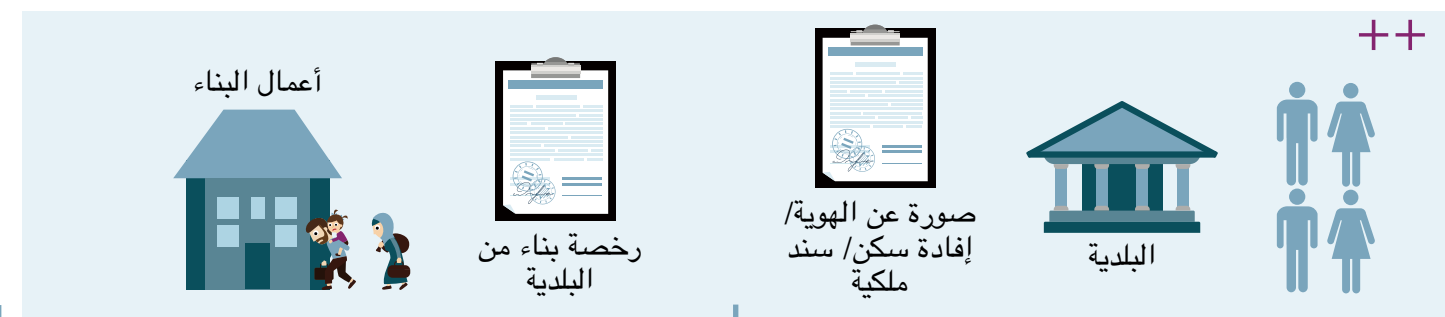 ++
البلدية
صورة عن الهوية/
إفادة سكن/ سند
ملكية
رخصة بناء من
البلدية
أعمال البناء